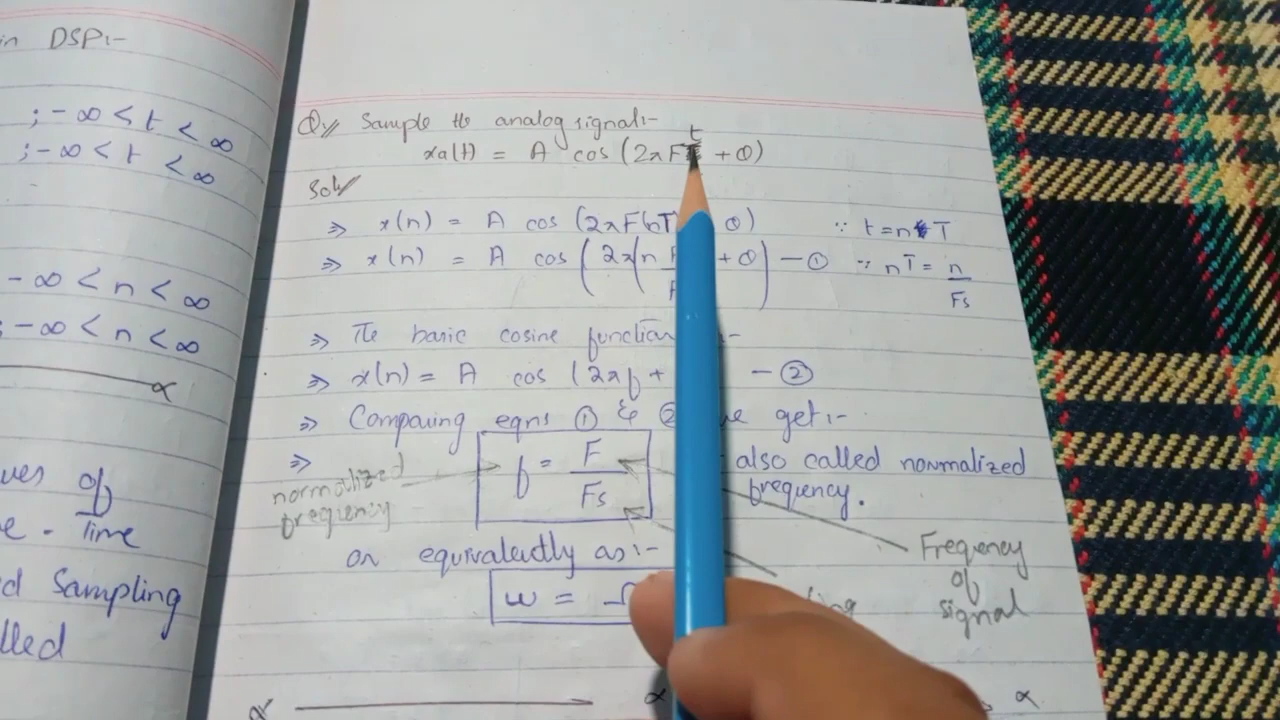 in DSP:-
; -∞ < t < ∞
; -∞ < t < ∞
-∞ < n < ∞
; -∞ < n < ∞
ues of
e - time
d Sampling
lled
Q// Sample the analog signal:-
xa(t) = A cos (2πFt + θ)
Sol//
⇒ x(n) = A cos (2πF(nT) θ) ∵ t = nT
⇒ x(n) = A cos (2π(n + θ) - ① ∵ nT = n/Fs
⇒ The basic cosine function :-
⇒ x(n) = A cos (2πf + - ②
⇒ Comparing eqns ① & ② we get:-
⇒ f = F/Fs also called normalized
frequency.
normalized
frequency
or equivalently as:-
ω =
Frequency
of
signal